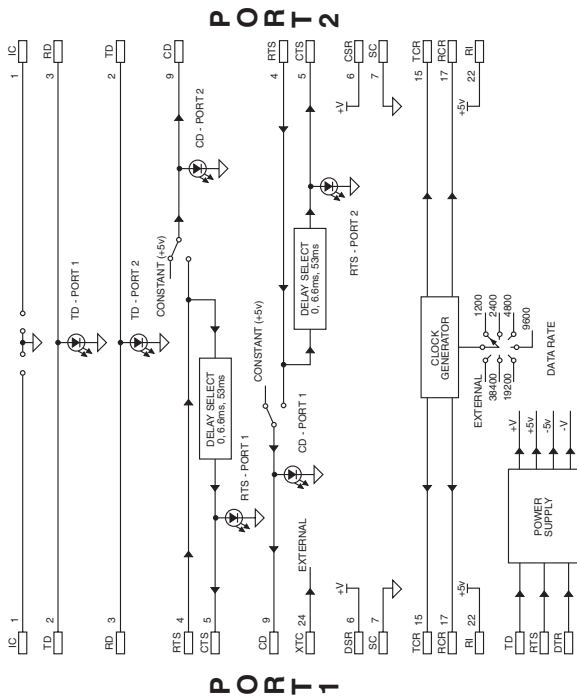 PORT 2
IC
RD
TD
CD
RTS
CTS
CSR
SC
TCR
RCR
RI
1
3
2
9
4
5
6
7
15
17
22
+V
+5v
CD - PORT 2
RTS - PORT 2
CONSTANT (+5v)
DELAY SELECT
0, 6.6ms, 53ms
TD - PORT 1
TD - PORT 2
CONSTANT (+5v)
CLOCK
GENERATOR
DELAY SELECT
0, 6.6ms, 53ms
CD - PORT 1
EXTERNAL
38400
19200
1200
2400
4800
9600
DATA RATE
RTS - PORT 1
EXTERNAL
+V
+5v
+V
+5v
-5v
-V
POWER
SUPPLY
1
2
3
4
5
9
24
6
7
15
17
22
IC
TD
RD
RTS
CTS
CD
XTC
DSR
SC
TCR
RCR
RI
TD
RTS
DTR
PORT 1